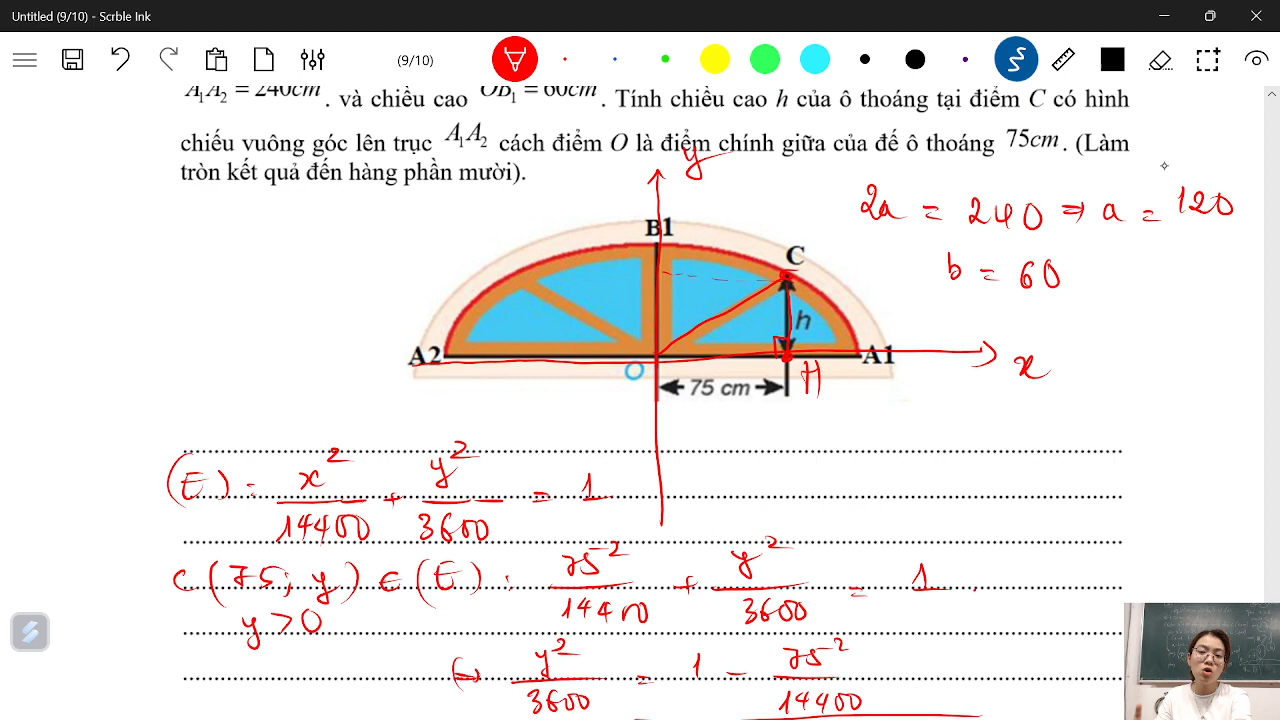 Untitled (9/10) - Scrble Ink
(9/10)
A₁A₂ = 240cm . và chiều cao OB₁ = 60cm . Tính chiều cao h của ô thoáng tại điểm C có hình
chiếu vuông góc lên trục A₁A₂ cách điểm O là điểm chính giữa của đế ô thoáng 75cm . (Làm
tròn kết quả đến hàng phần mười).
y
2a = 240 ⇒ a = 120
b = 60
B1
C
h
A2
O
A1
x
H
75 cm
(E) : x²/14400 + y²/3600 = 1
C (75; y) ∈ (E) : 75²/14400 + y²/3600 = 1 .
y > 0
⇔ y²/3600 = 1 - 75²/14400